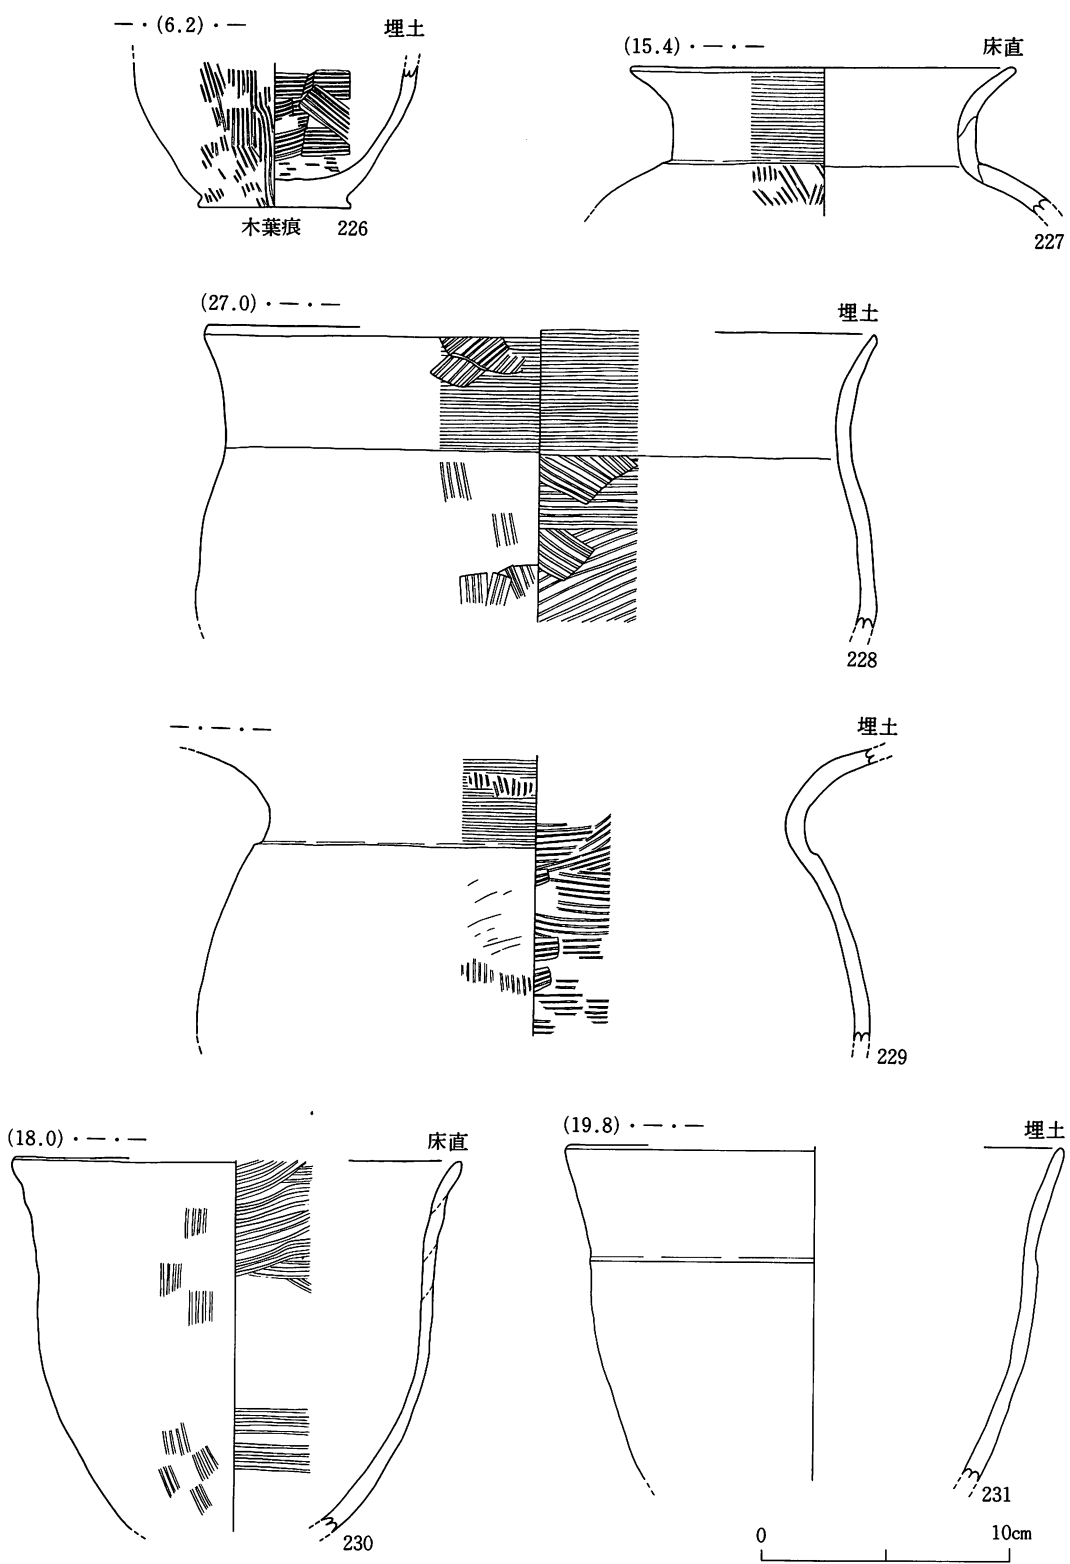 —・(6.2)・— 埋土
木葉痕 226
(15.4)・—・— 床直
227
(27.0)・—・— 埋土
228
—・—・— 埋土
229
(18.0)・—・— 床直
230
(19.8)・—・— 埋土
231
0 10cm